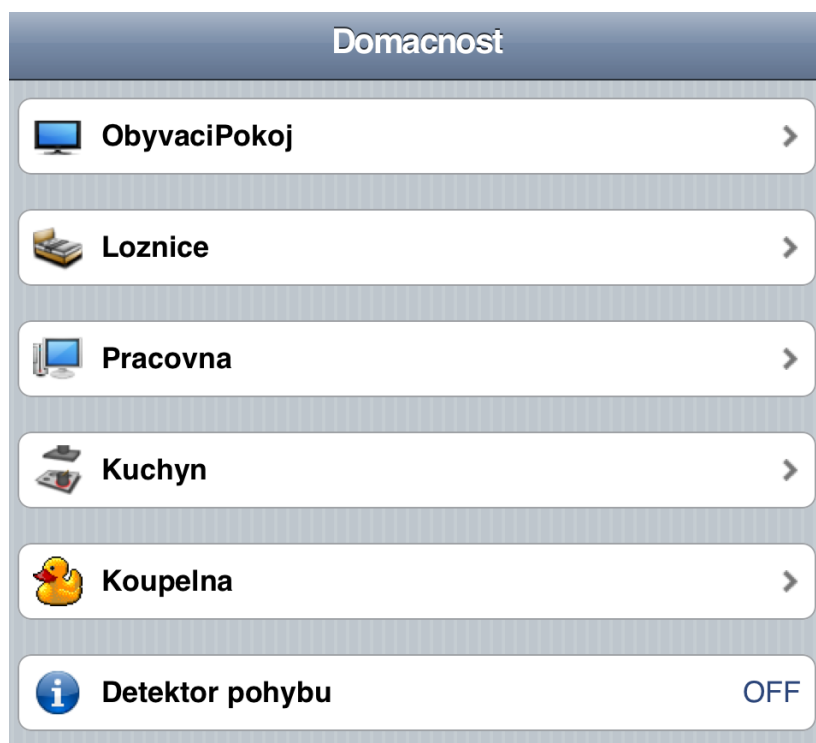 Domacnost
ObyvaciPokoj
Loznice
Pracovna
Kuchyn
Koupelna
Detektor pohybu OFF